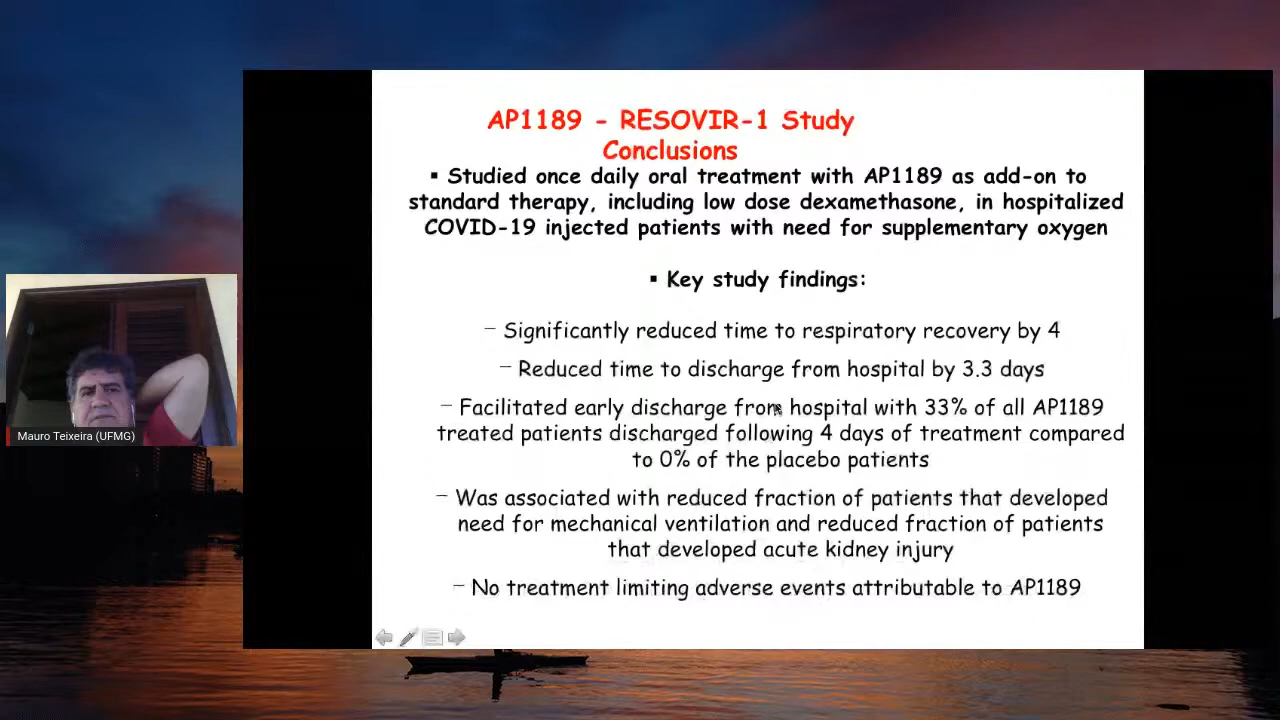 AP1189 - RESOVIR-1 Study
Conclusions
▪ Studied once daily oral treatment with AP1189 as add-on to
standard therapy, including low dose dexamethasone, in hospitalized
COVID-19 injected patients with need for supplementary oxygen
▪ Key study findings:
– Significantly reduced time to respiratory recovery by 4
– Reduced time to discharge from hospital by 3.3 days
– Facilitated early discharge from hospital with 33% of all AP1189
treated patients discharged following 4 days of treatment compared
to 0% of the placebo patients
– Was associated with reduced fraction of patients that developed
need for mechanical ventilation and reduced fraction of patients
that developed acute kidney injury
– No treatment limiting adverse events attributable to AP1189
Mauro Teixeira (UFMG)